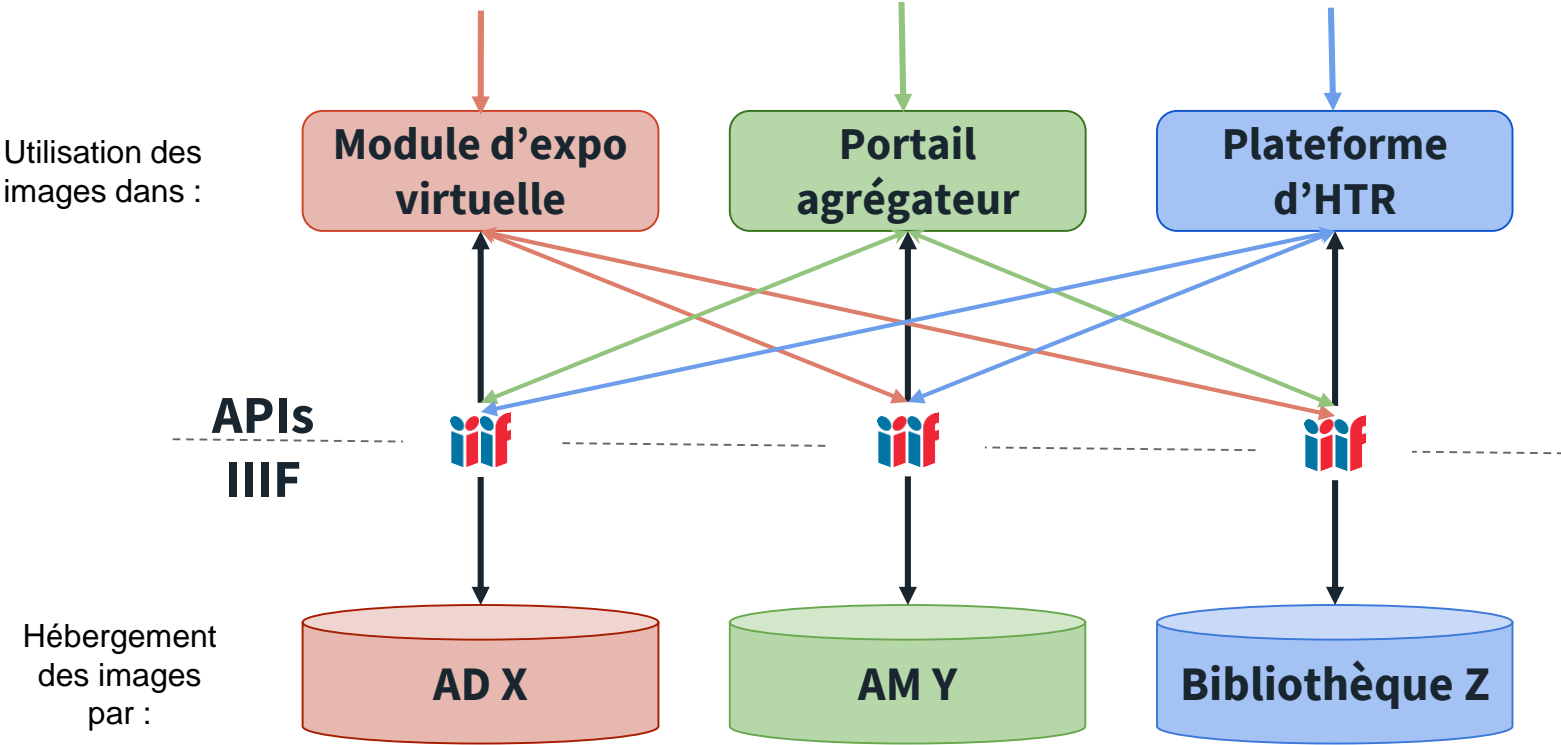 Utilisation des
images dans :
Module d’expo
virtuelle
Portail
agrégateur
Plateforme
d’HTR
APIs
IIIF
iiif
iiif
iiif
Hébergement
des images
par :
AD X
AM Y
Bibliothèque Z